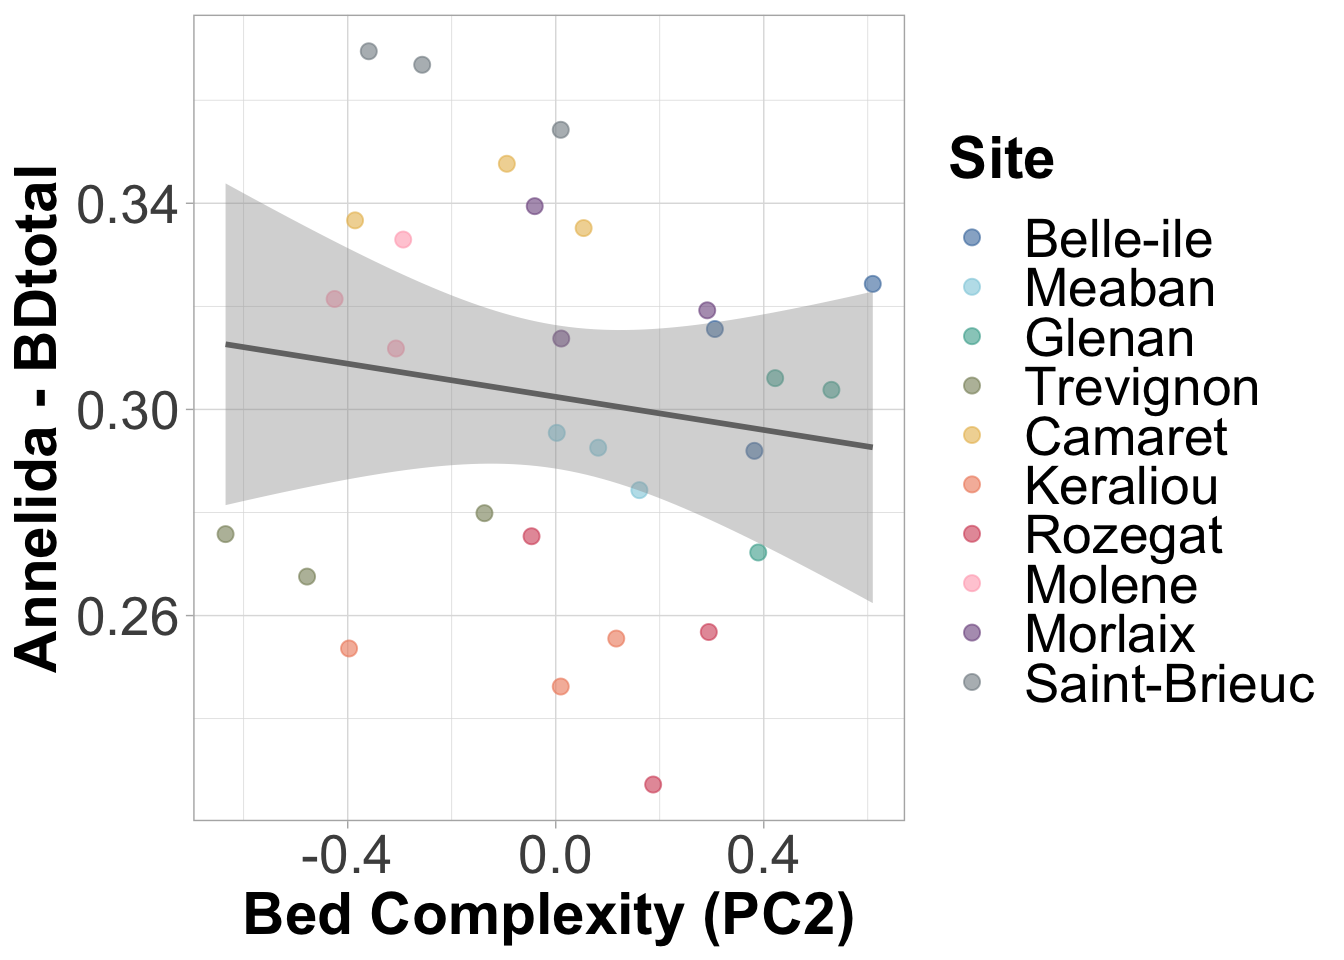 Annelida - BDtotal
0.34
0.30
0.26
-0.4
0.0
0.4
Bed Complexity (PC2)
Site
Belle-ile
Meaban
Glenan
Trevignon
Camaret
Keraliou
Rozegat
Molene
Morlaix
Saint-Brieuc